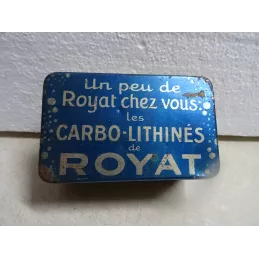 Un peu de
Royat chez vous:
les
CARBO-LITHINÉS
de
ROYAT